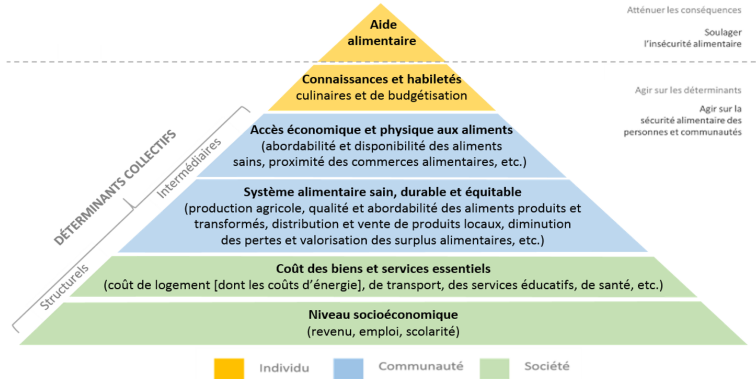 Aide
alimentaire
Atténuer les conséquences
Soulager
l'insécurité alimentaire
Connaissances et habiletés
culinaires et de budgétisation
Agir sur les déterminants
Agir sur la
sécurité alimentaire des
personnes et communautés
DÉTERMINANTS COLLECTIFS
Intermédiaires
Accès économique et physique aux aliments
(abordabilité et disponibilité des aliments
sains, proximité des commerces alimentaires, etc.)
Système alimentaire sain, durable et équitable
(production agricole, qualité et abordabilité des aliments produits et
transformés, distribution et vente de produits locaux, diminution
des pertes et valorisation des surplus alimentaires, etc.)
Structurels
Coût des biens et services essentiels
(coût de logement [dont les coûts d'énergie], de transport, des services éducatifs, de santé, etc.)
Niveau socioéconomique
(revenu, emploi, scolarité)
Individu
Communauté
Société